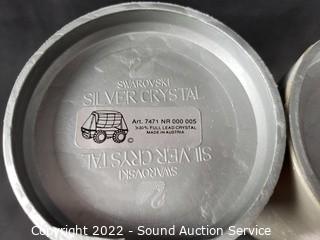 SWAROVSKI
SILVER CRYSTAL
Art. 7471 NR 000 005
>30% FULL LEAD CRYSTAL
MADE IN AUSTRIA
SILVER CRYSTAL
SWAROVSKI
Copyright 2022 - Sound Auction Service